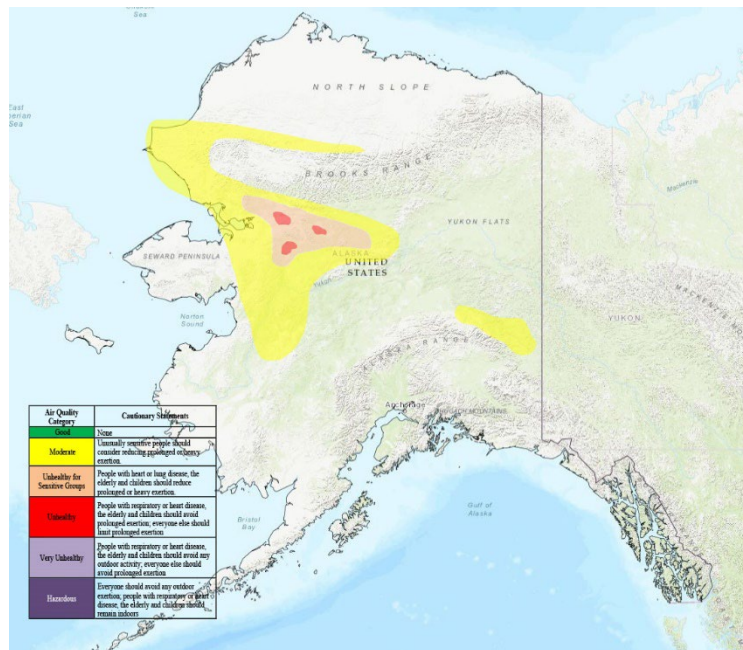 Sea
East
Siberian
Sea
NORTH SLOPE
BROOKS RANGE
Mackenzie
YUKON FLATS
SEWARD PENINSULA
ALASKA
UNITED
STATES
Yukon
MACKENZIE MO
YUKON
Norton
Sound
ALASKA RANGE
Anchorage
CHUGACH MOUNTAINS
Gulf of
Alaska
Bristol
Bay
Air Quality
Category
Cautionary Statements
Good
None
Moderate
Unusually sensitive people should
consider reducing prolonged or heavy
exertion.
Unhealthy for
Sensitive Groups
People with heart or lung disease, the
elderly and children should reduce
prolonged or heavy exertion.
Unhealthy
People with respiratory or heart disease,
the elderly and children should avoid
prolonged exertion; everyone else should
limit prolonged exertion
Very Unhealthy
People with respiratory or heart disease,
the elderly and children should avoid any
outdoor activity; everyone else should
avoid prolonged exertion
Hazardous
Everyone should avoid any outdoor
exertion; people with respiratory or heart
disease, the elderly and children should
remain indoors